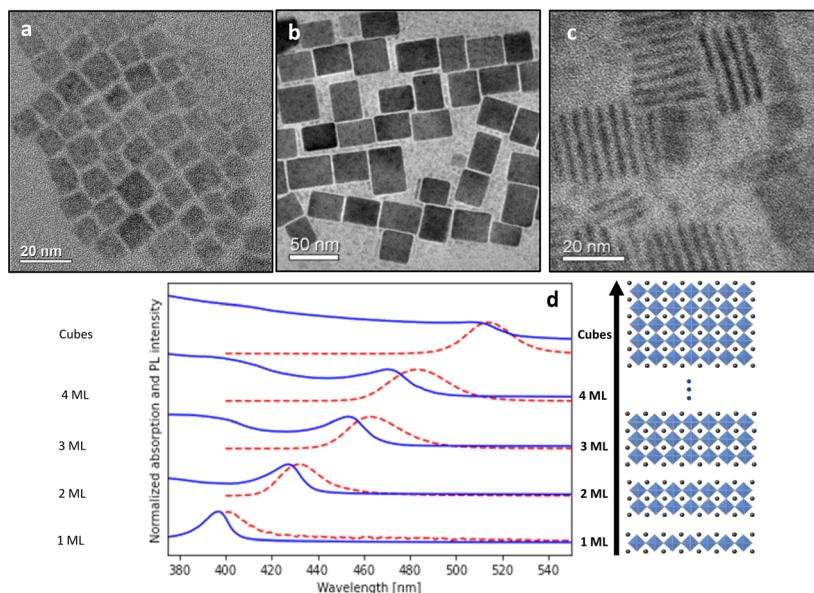 a
20 nm
b
50 nm
c
20 nm
d
Normalized absorption and PL intensity
Cubes
4 ML
3 ML
2 ML
1 ML
380 400 420 440 460 480 500 520 540
Wavelength [nm]
Cubes
4 ML
3 ML
2 ML
1 ML